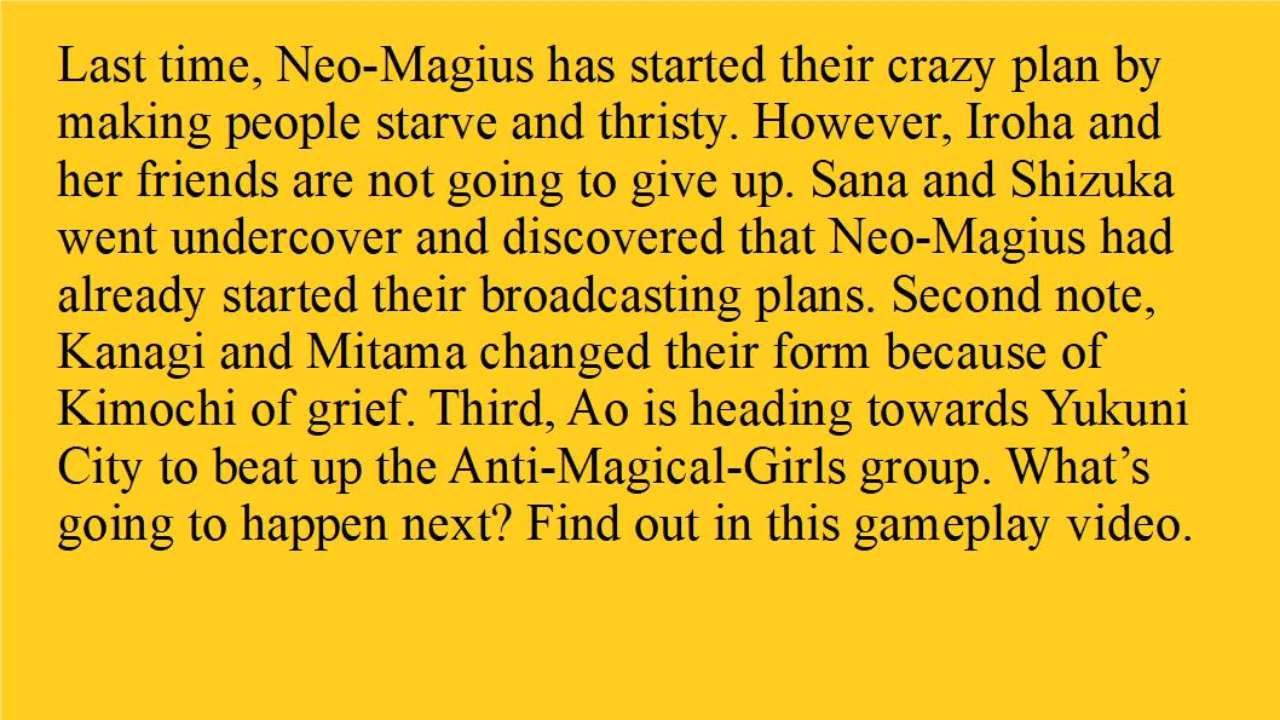 Last time, Neo-Magius has started their crazy plan by
making people starve and thristy. However, Iroha and
her friends are not going to give up. Sana and Shizuka
went undercover and discovered that Neo-Magius had
already started their broadcasting plans. Second note,
Kanagi and Mitama changed their form because of
Kimochi of grief. Third, Ao is heading towards Yukuni
City to beat up the Anti-Magical-Girls group. What’s
going to happen next? Find out in this gameplay video.